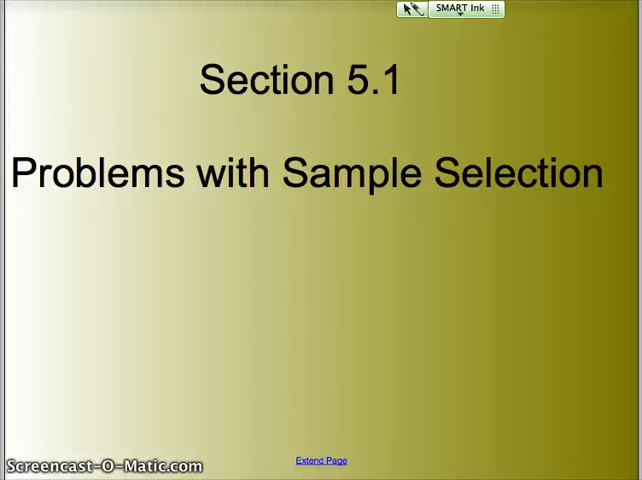 SMART Ink
Section 5.1
Problems with Sample Selection
Extend Page
Screencast-O-Matic.com